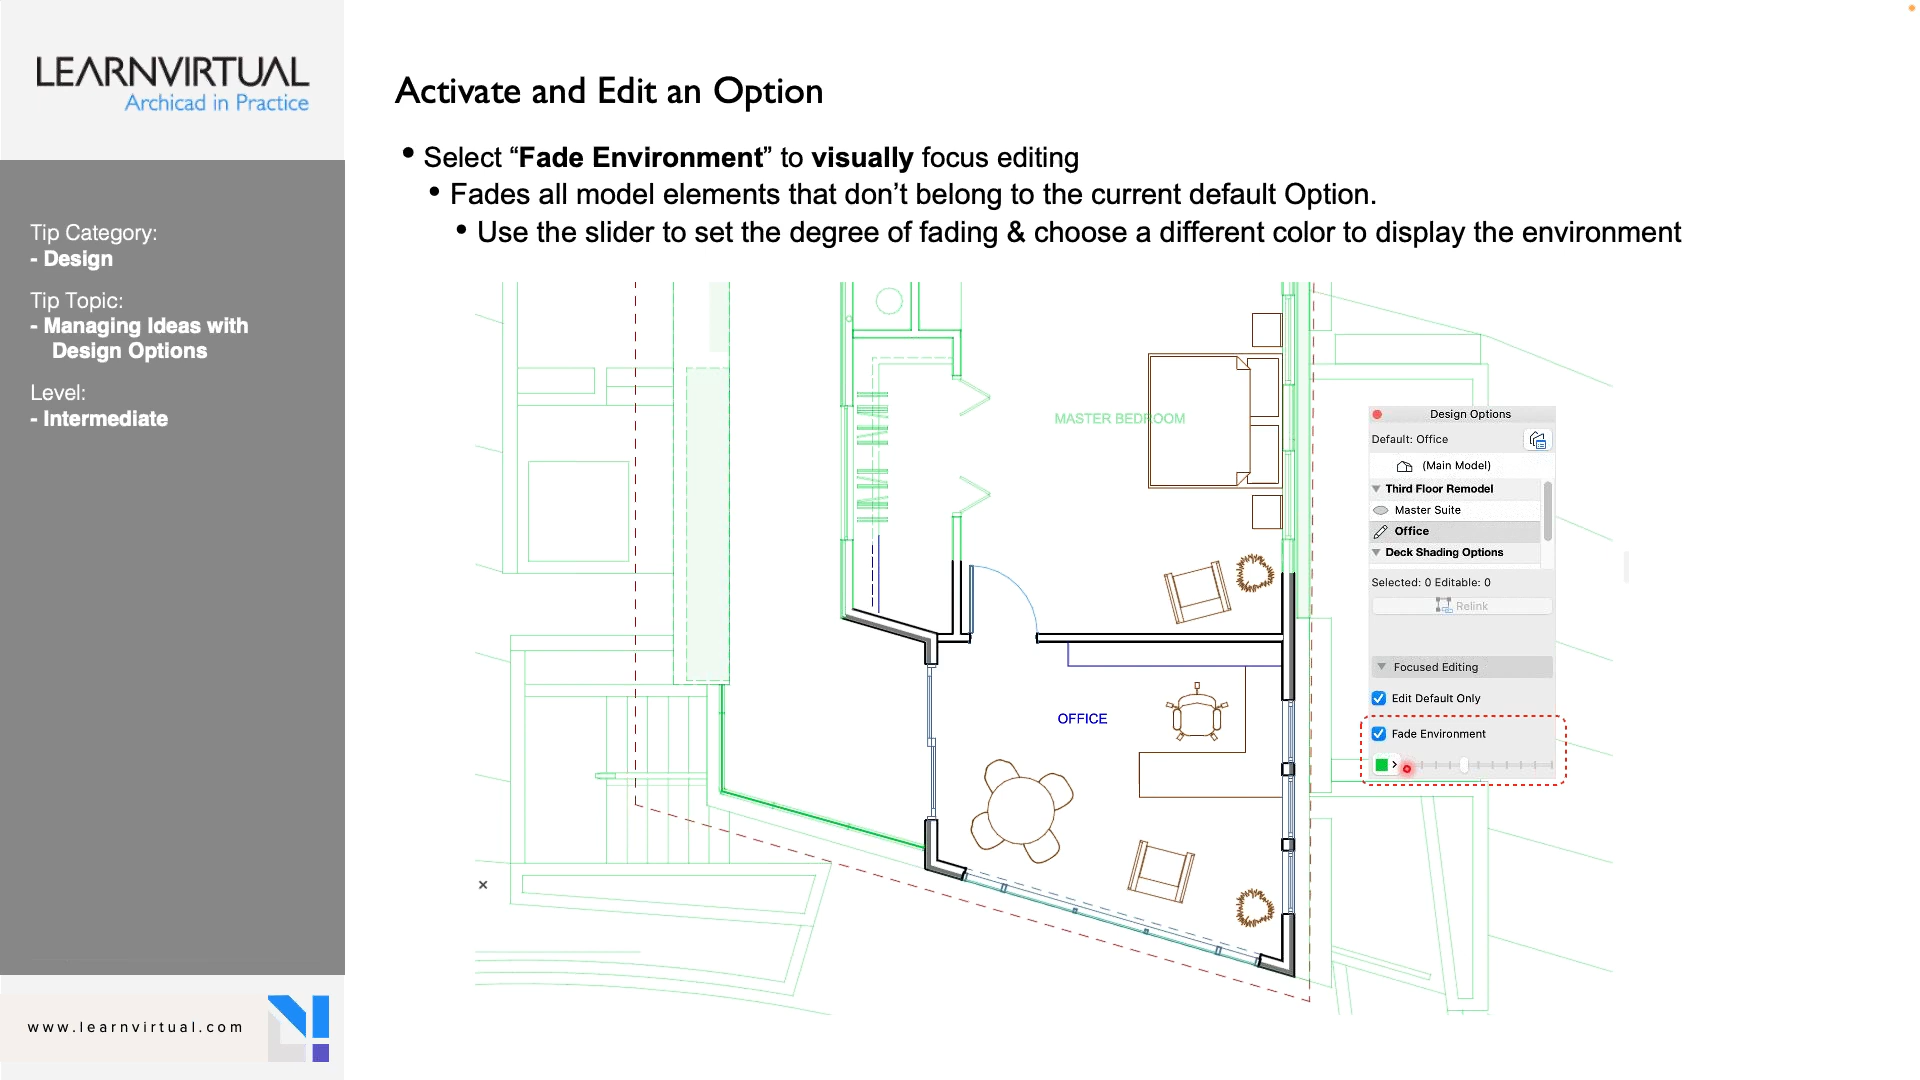 LEARNVIRTUAL
Archicad in Practice
Tip Category:
- Design
Tip Topic:
- Managing Ideas with
Design Options
Level:
- Intermediate
www.learnvirtual.com
Activate and Edit an Option
• Select “Fade Environment” to visually focus editing
• Fades all model elements that don’t belong to the current default Option.
• Use the slider to set the degree of fading & choose a different color to display the environment
MASTER BEDROOM
OFFICE
Design Options
Default: Office
(Main Model)
Third Floor Remodel
Master Suite
Office
Deck Shading Options
Selected: 0 Editable: 0
Relink
Focused Editing
Edit Default Only
Fade Environment